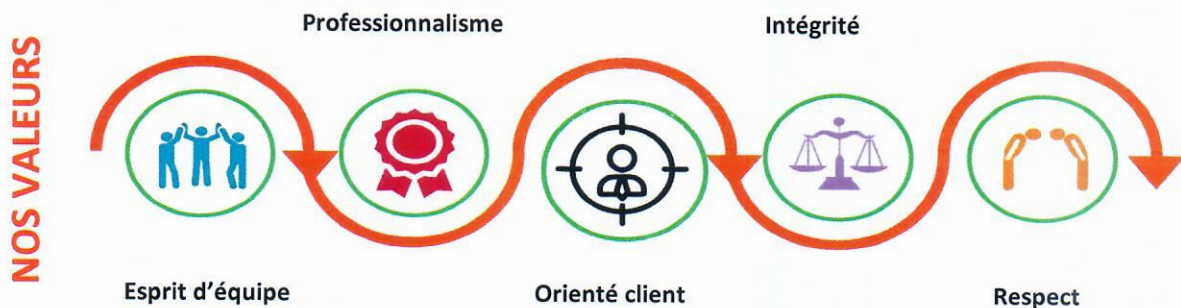 NOS VALEURS
Professionnalisme
Intégrité
Esprit d'équipe
Orienté client
Respect